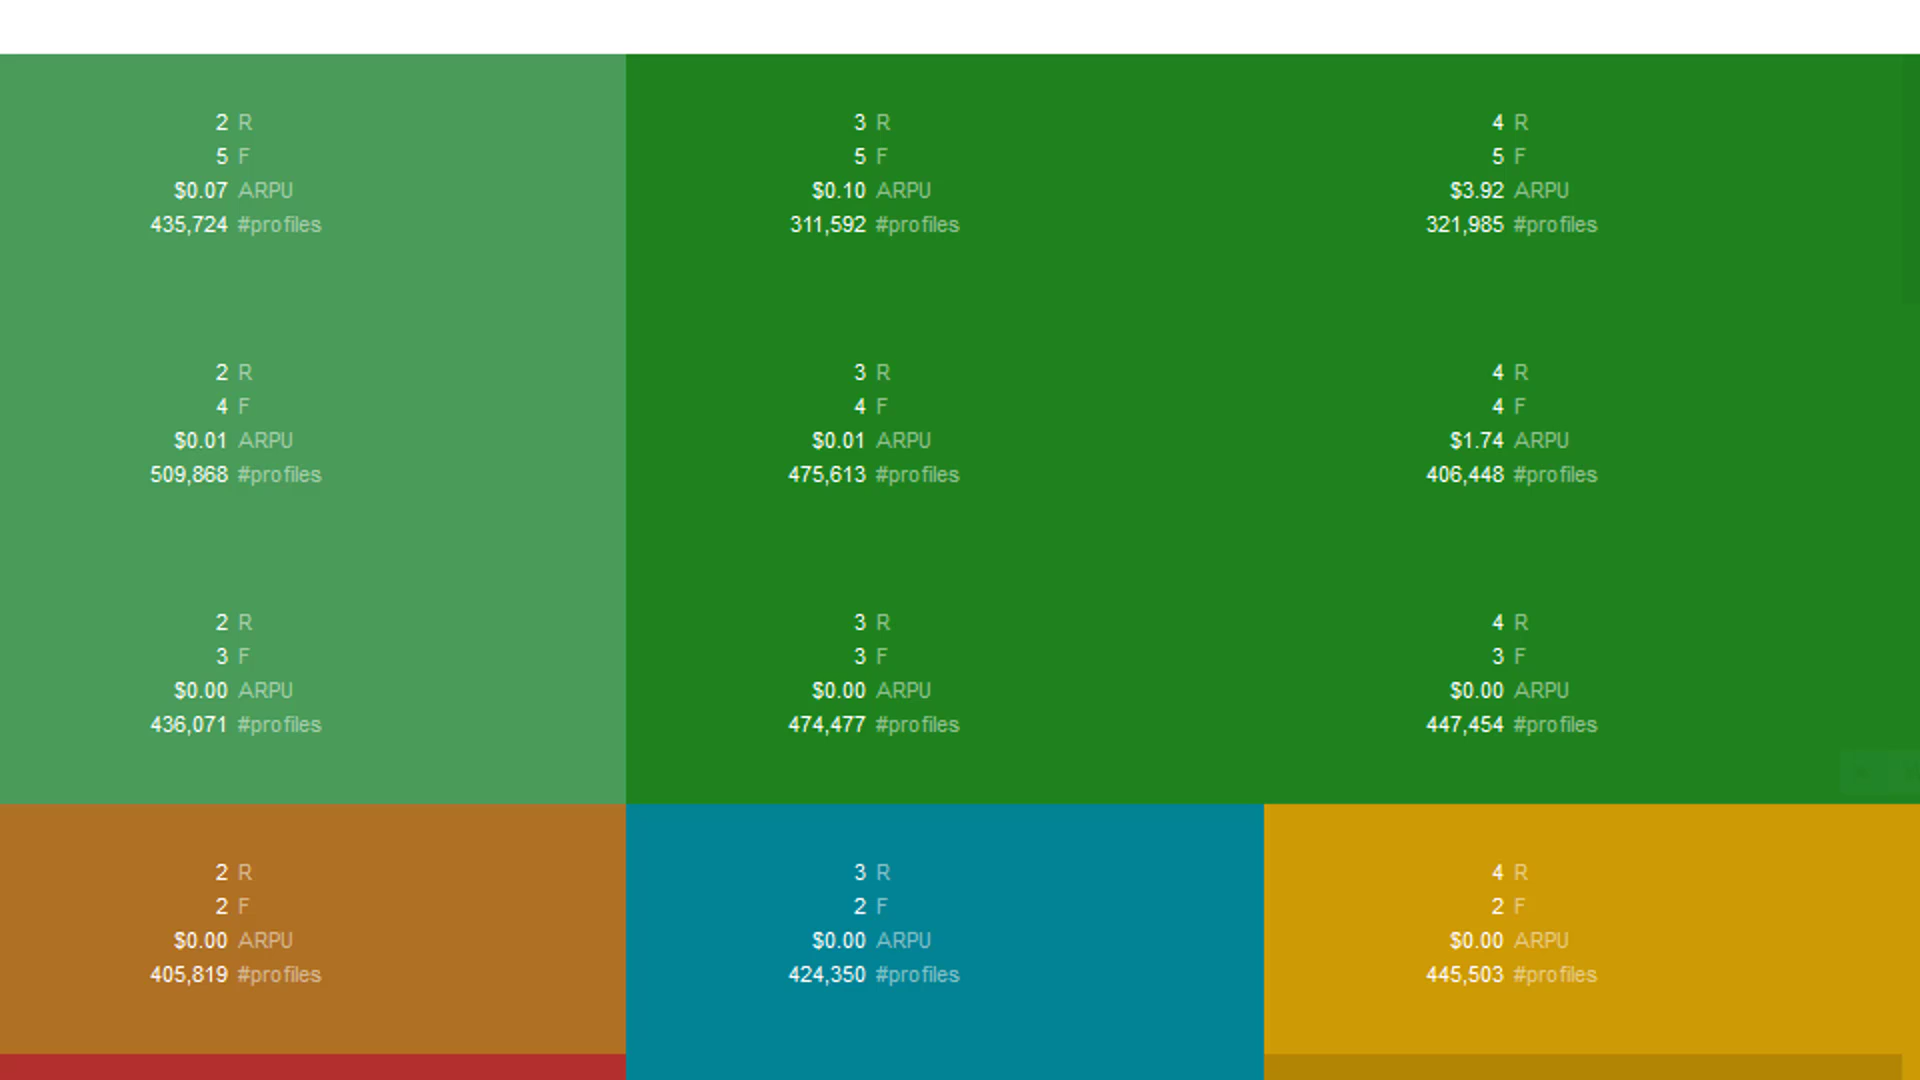 2 R
5 F
$0.07 ARPU
435,724 #profiles
3 R
5 F
$0.10 ARPU
311,592 #profiles
4 R
5 F
$3.92 ARPU
321,985 #profiles
2 R
4 F
$0.01 ARPU
509,868 #profiles
3 R
4 F
$0.01 ARPU
475,613 #profiles
4 R
4 F
$1.74 ARPU
406,448 #profiles
2 R
3 F
$0.00 ARPU
436,071 #profiles
3 R
3 F
$0.00 ARPU
474,477 #profiles
4 R
3 F
$0.00 ARPU
447,454 #profiles
2 R
2 F
$0.00 ARPU
405,819 #profiles
3 R
2 F
$0.00 ARPU
424,350 #profiles
4 R
2 F
$0.00 ARPU
445,503 #profiles